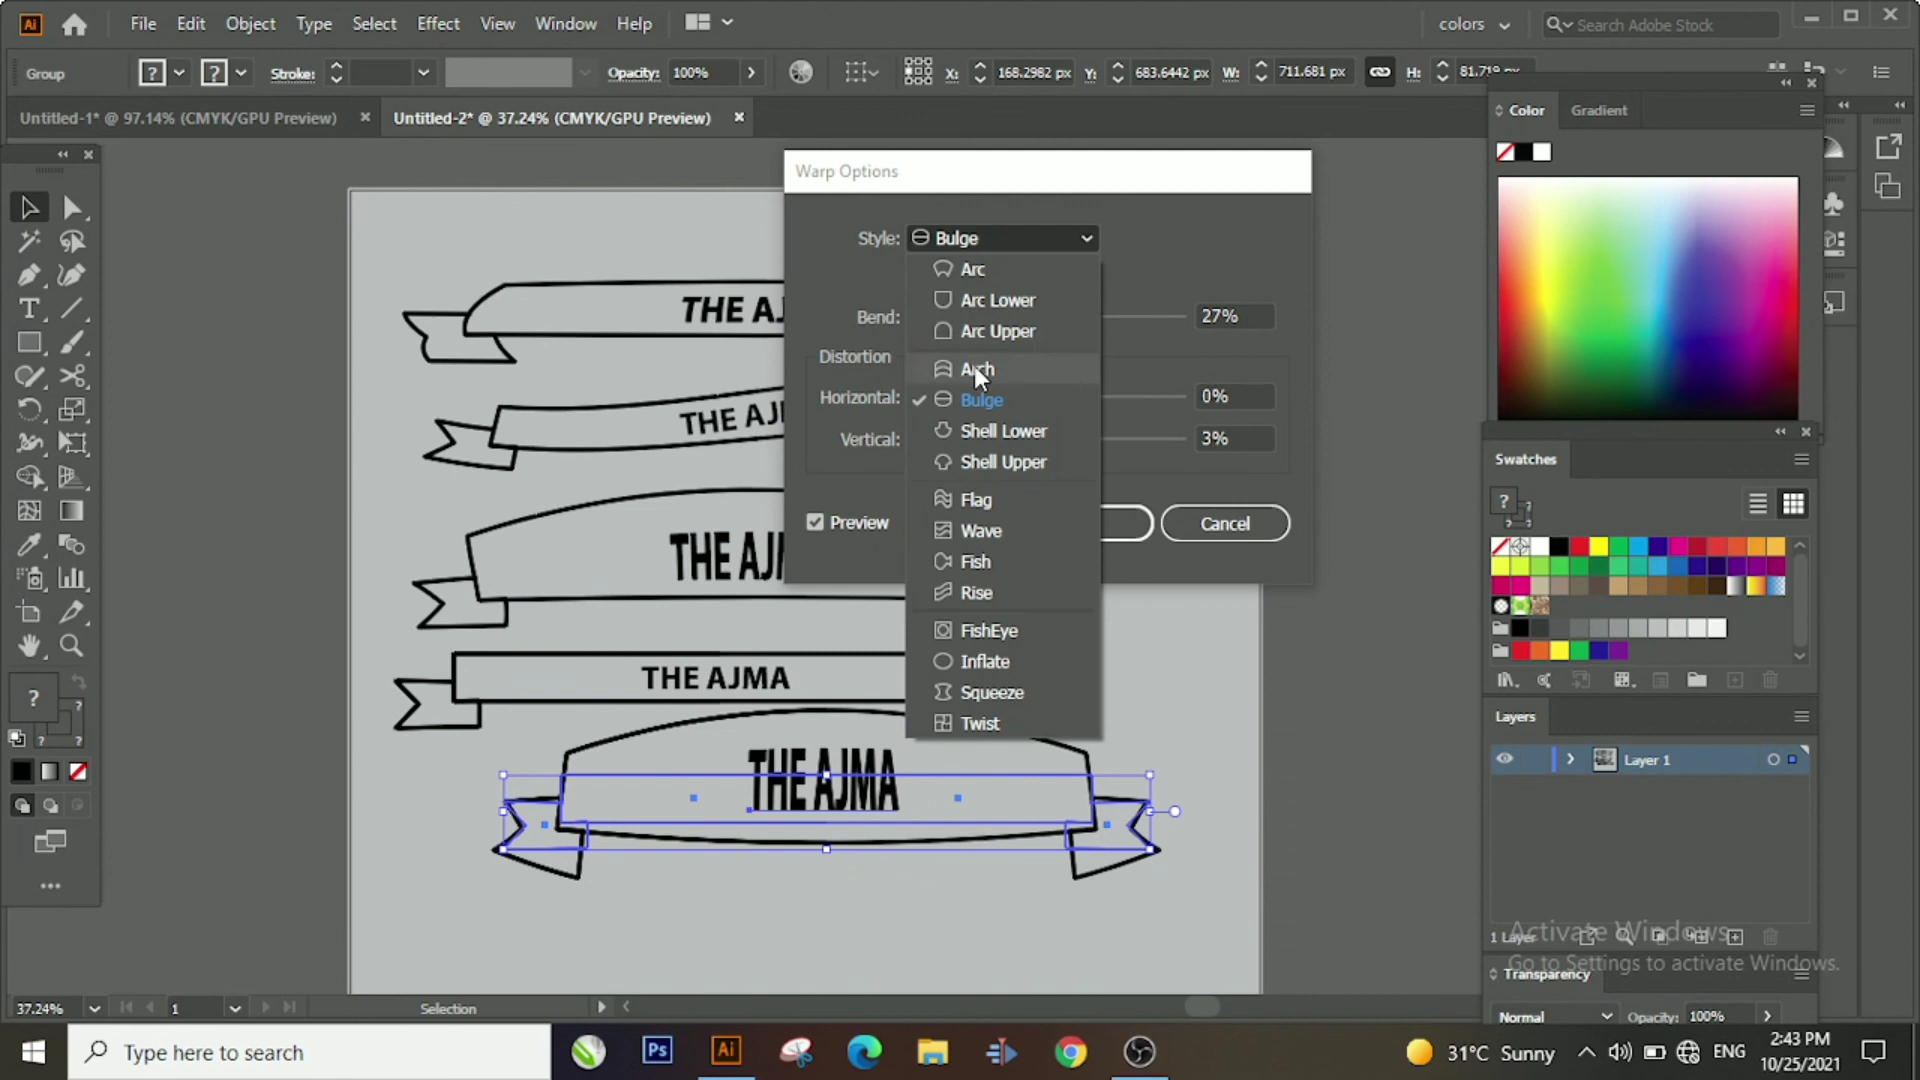 File Edit Object Type Select Effect View Window Help
colors
Search Adobe Stock
Group
Stroke:
Opacity: 100%
X: 168.2982 px Y: 683.6442 px W: 711.681 px H: 81.719 px
Untitled-1* @ 97.14% (CMYK/GPU Preview)
Untitled-2* @ 37.24% (CMYK/GPU Preview)
Color Gradient
Warp Options
Style: Bulge
Arc
Arc Lower
Arc Upper
Arch
Bulge
Shell Lower
Shell Upper
Flag
Wave
Fish
Rise
FishEye
Inflate
Squeeze
Twist
Bend: 27%
Distortion
Horizontal: 0%
Vertical: 3%
Preview
Cancel
THE AJ
THE AJ
THE AJM
THE AJMA
THE AJMA
Swatches
Layers
Layer 1
1 Layer
Activate Windows
Go to Settings to activate Windows.
Transparency
Normal Opacity: 100%
37.24% 1 Selection
Type here to search
Ps
Ai
31°C Sunny
ENG
2:43 PM
10/25/2021